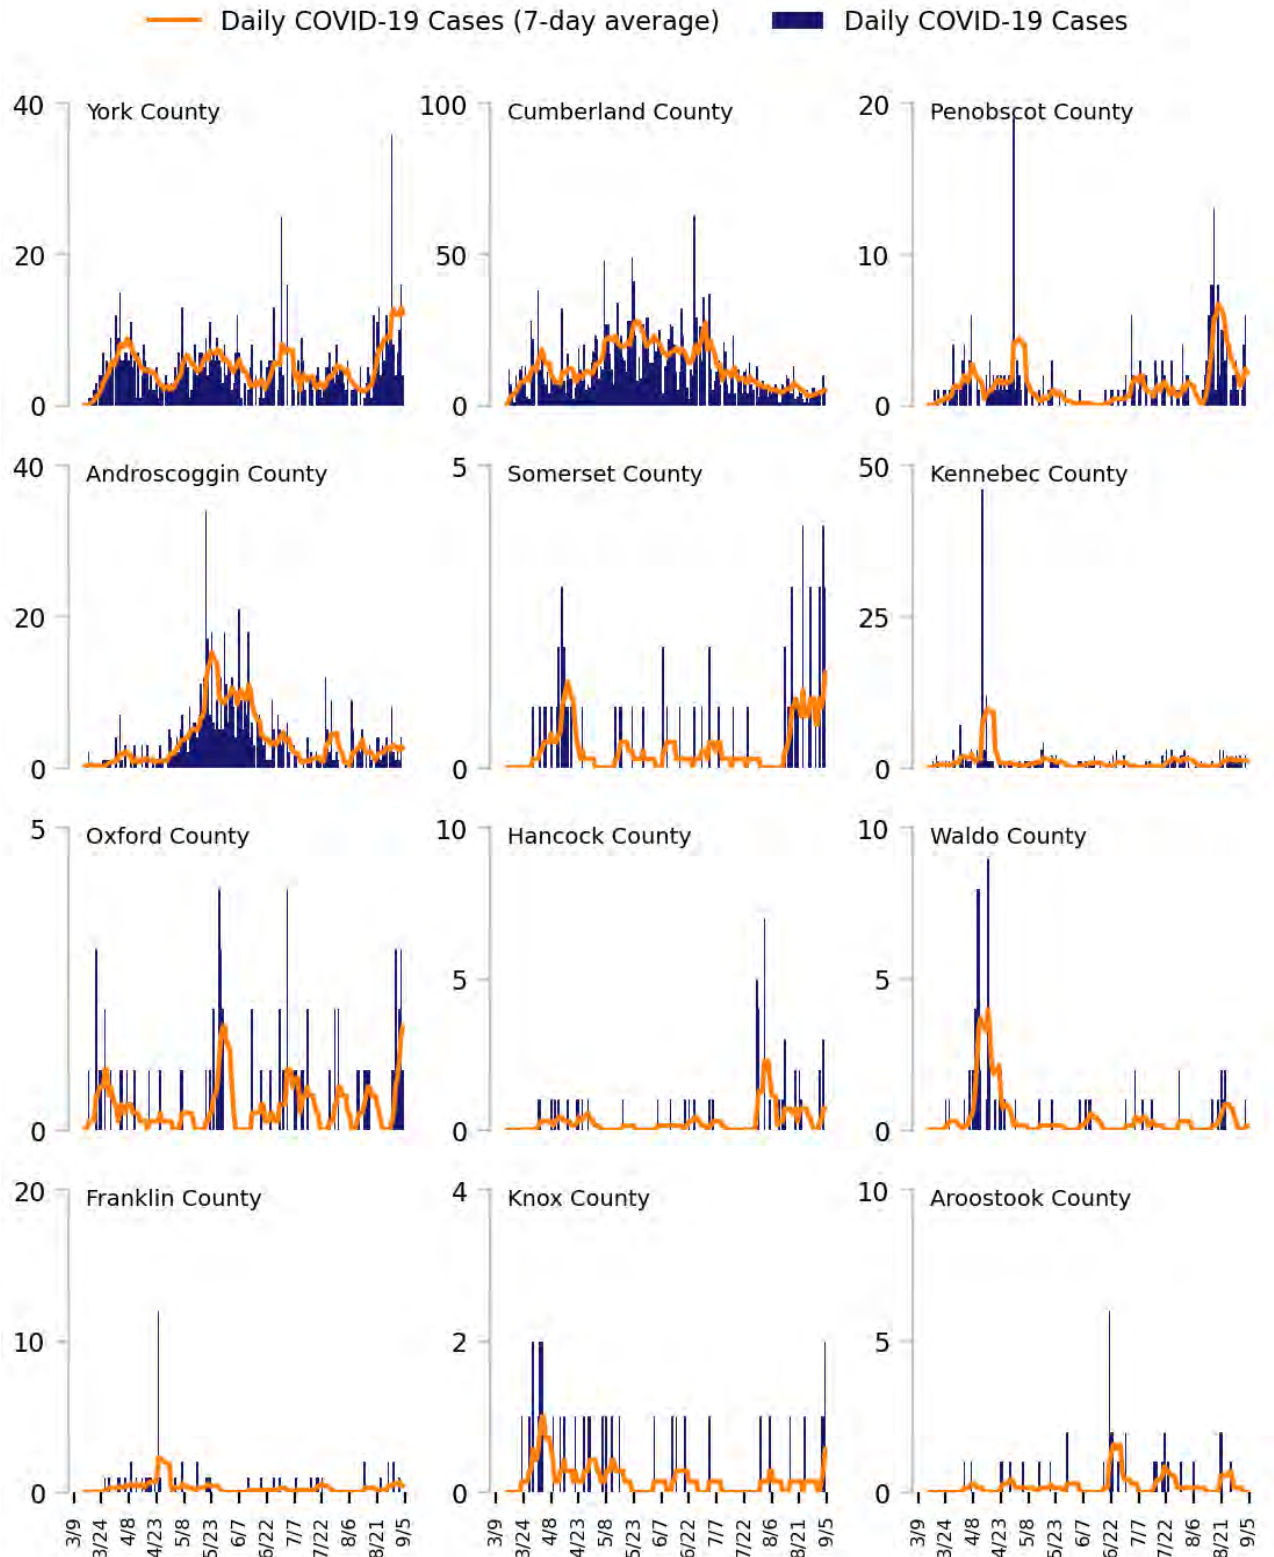 Daily COVID-19 Cases (7-day average) Daily COVID-19 Cases
40 York County 100 Cumberland County 20 Penobscot County
20 50 10
0 0 0
40 Androscoggin County 5 Somerset County 50 Kennebec County
20 25
0 0 0
5 Oxford County 10 Hancock County 10 Waldo County
5 5
0 0 0
20 Franklin County 4 Knox County 10 Aroostook County
10 2 5
0 0 0
3/9 3/24 4/8 4/23 5/8 5/23 6/7 6/22 7/7 7/22 8/6 8/21 9/5 3/9 3/24 4/8 4/23 5/8 5/23 6/7 6/22 7/7 7/22 8/6 8/21 9/5 3/9 3/24 4/8 4/23 5/8 5/23 6/7 6/22 7/7 7/22 8/6 8/21 9/5